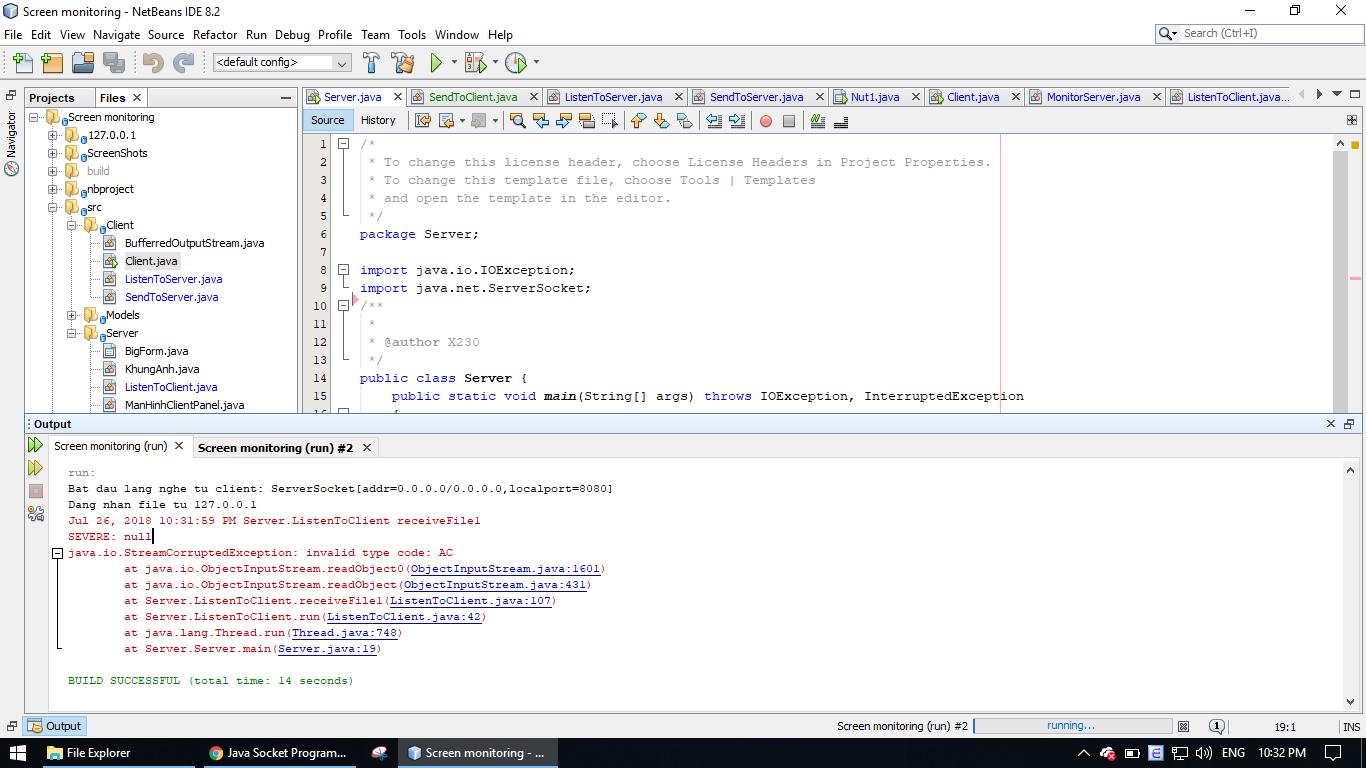 Screen monitoring - NetBeans IDE 8.2
File Edit View Navigate Source Refactor Run Debug Profile Team Tools Window Help
Search (Ctrl+I)
<default config>
Projects Files
Server.java SendToClient.java ListenToServer.java SendToServer.java Nut1.java Client.java MonitorServer.java ListenToClient.java...
Source History
Navigator
Screen monitoring
127.0.0.1
ScreenShots
build
nbproject
src
Client
BufferredOutputStream.java
Client.java
ListenToServer.java
SendToServer.java
Models
Server
BigForm.java
KhungAnh.java
ListenToClient.java
ManHinhClientPanel.java
1 /*
2 * To change this license header, choose License Headers in Project Properties.
3 * To change this template file, choose Tools | Templates
4 * and open the template in the editor.
5 */
6 package Server;
7
8 import java.io.IOException;
9 import java.net.ServerSocket;
10 /**
11 *
12 * @author X230
13 */
14 public class Server {
15 public static void main(String[] args) throws IOException, InterruptedException
16 {
Output
Screen monitoring (run) Screen monitoring (run) #2
run:
Bat dau lang nghe tu client: ServerSocket[addr=0.0.0.0/0.0.0.0,localport=8080]
Dang nhan file tu 127.0.0.1
Jul 26, 2018 10:31:59 PM Server.ListenToClient receiveFile1
SEVERE: null
java.io.StreamCorruptedException: invalid type code: AC
at java.io.ObjectInputStream.readObject0(ObjectInputStream.java:1601)
at java.io.ObjectInputStream.readObject(ObjectInputStream.java:431)
at Server.ListenToClient.receiveFile1(ListenToClient.java:107)
at Server.ListenToClient.run(ListenToClient.java:42)
at java.lang.Thread.run(Thread.java:748)
at Server.Server.main(Server.java:19)
BUILD SUCCESSFUL (total time: 14 seconds)
Output
Screen monitoring (run) #2 running... 1 19:1 INS
File Explorer Java Socket Program... Screen monitoring - ... ENG 10:32 PM